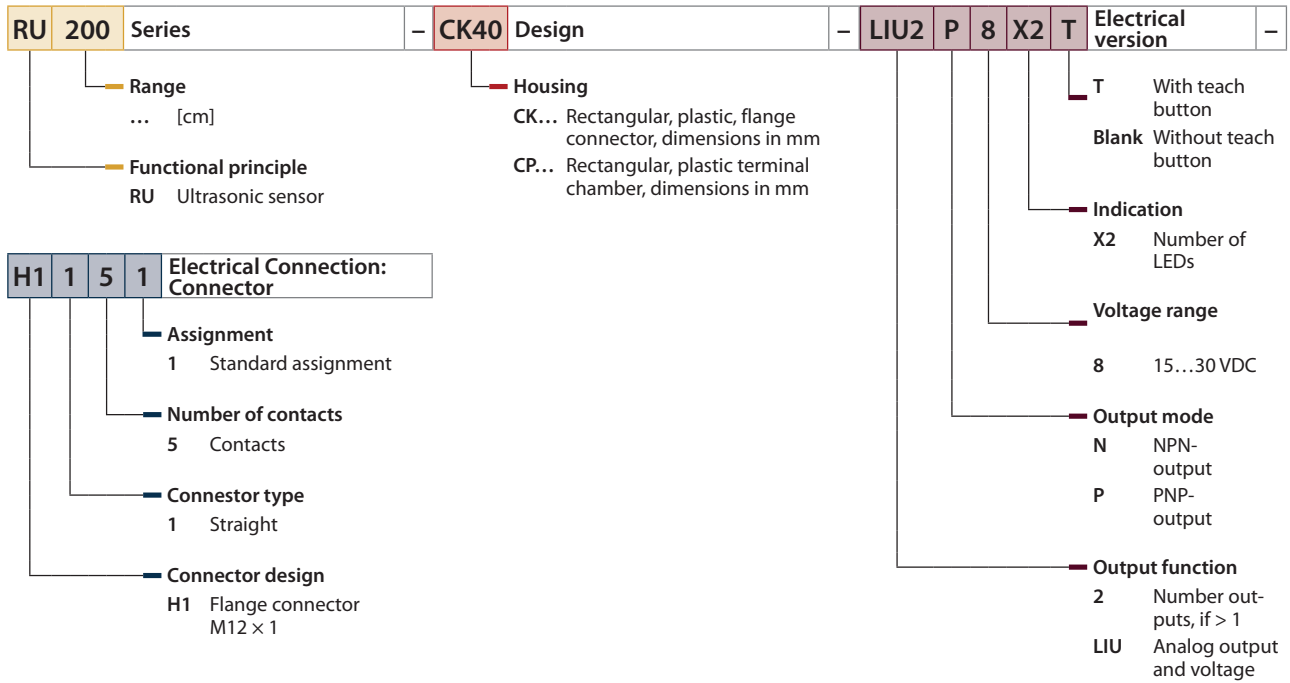 RU 200 Series – CK40 Design – LIU2 P 8 X2 T Electrical version –
Range
… [cm]
Functional principle
RU Ultrasonic sensor
Housing
CK… Rectangular, plastic, flange
connector, dimensions in mm
CP… Rectangular, plastic terminal
chamber, dimensions in mm
T With teach
button
Blank Without teach
button
Indication
X2 Number of
LEDs
Voltage range
8 15…30 VDC
Output mode
N NPN-
output
P PNP-
output
Output function
2 Number out-
puts, if > 1
LIU Analog output
and voltage
H1 1 5 1 Electrical Connection:
Connector
Assignment
1 Standard assignment
Number of contacts
5 Contacts
Connestor type
1 Straight
Connector design
H1 Flange connector
M12 × 1